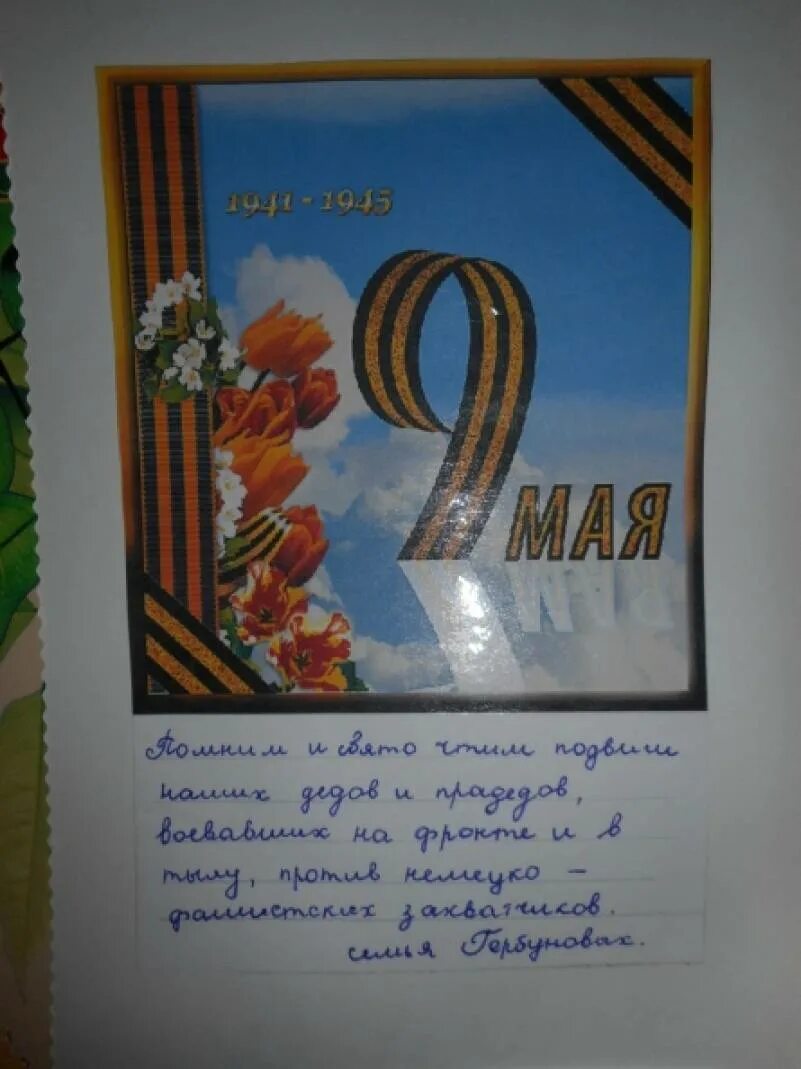 1941 - 1945
9
МАЯ
Помним и свято чтим подвиги
наших дедов и прадедов,
воевавших на фронте и в
тылу, против немецко -
фашистских захватчиков.
семья Гербуновых.